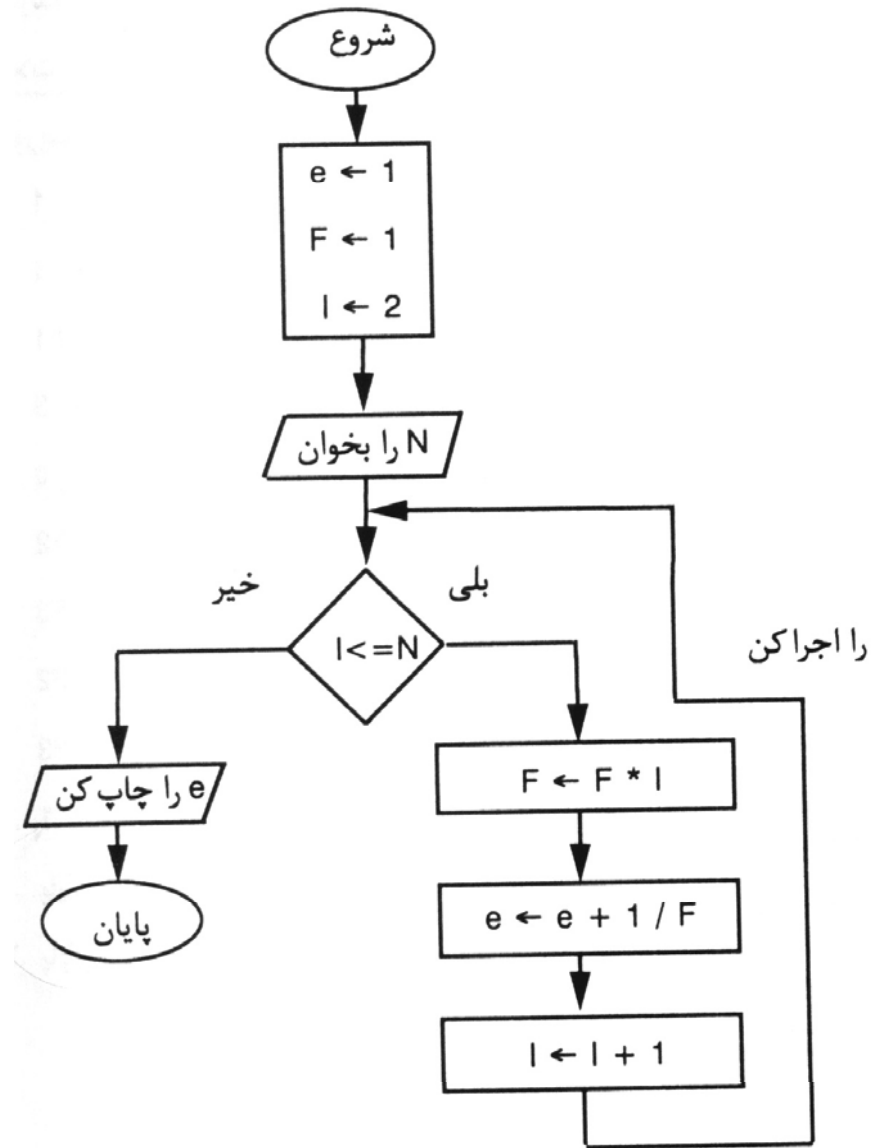 شروع
e ← 1
F ← 1
I ← 2
N را بخوان
خیر
بلی
I<=N
را اجرا کن
F ← F * I
e را چاپ کن
e ← e + 1 / F
پایان
I ← I + 1